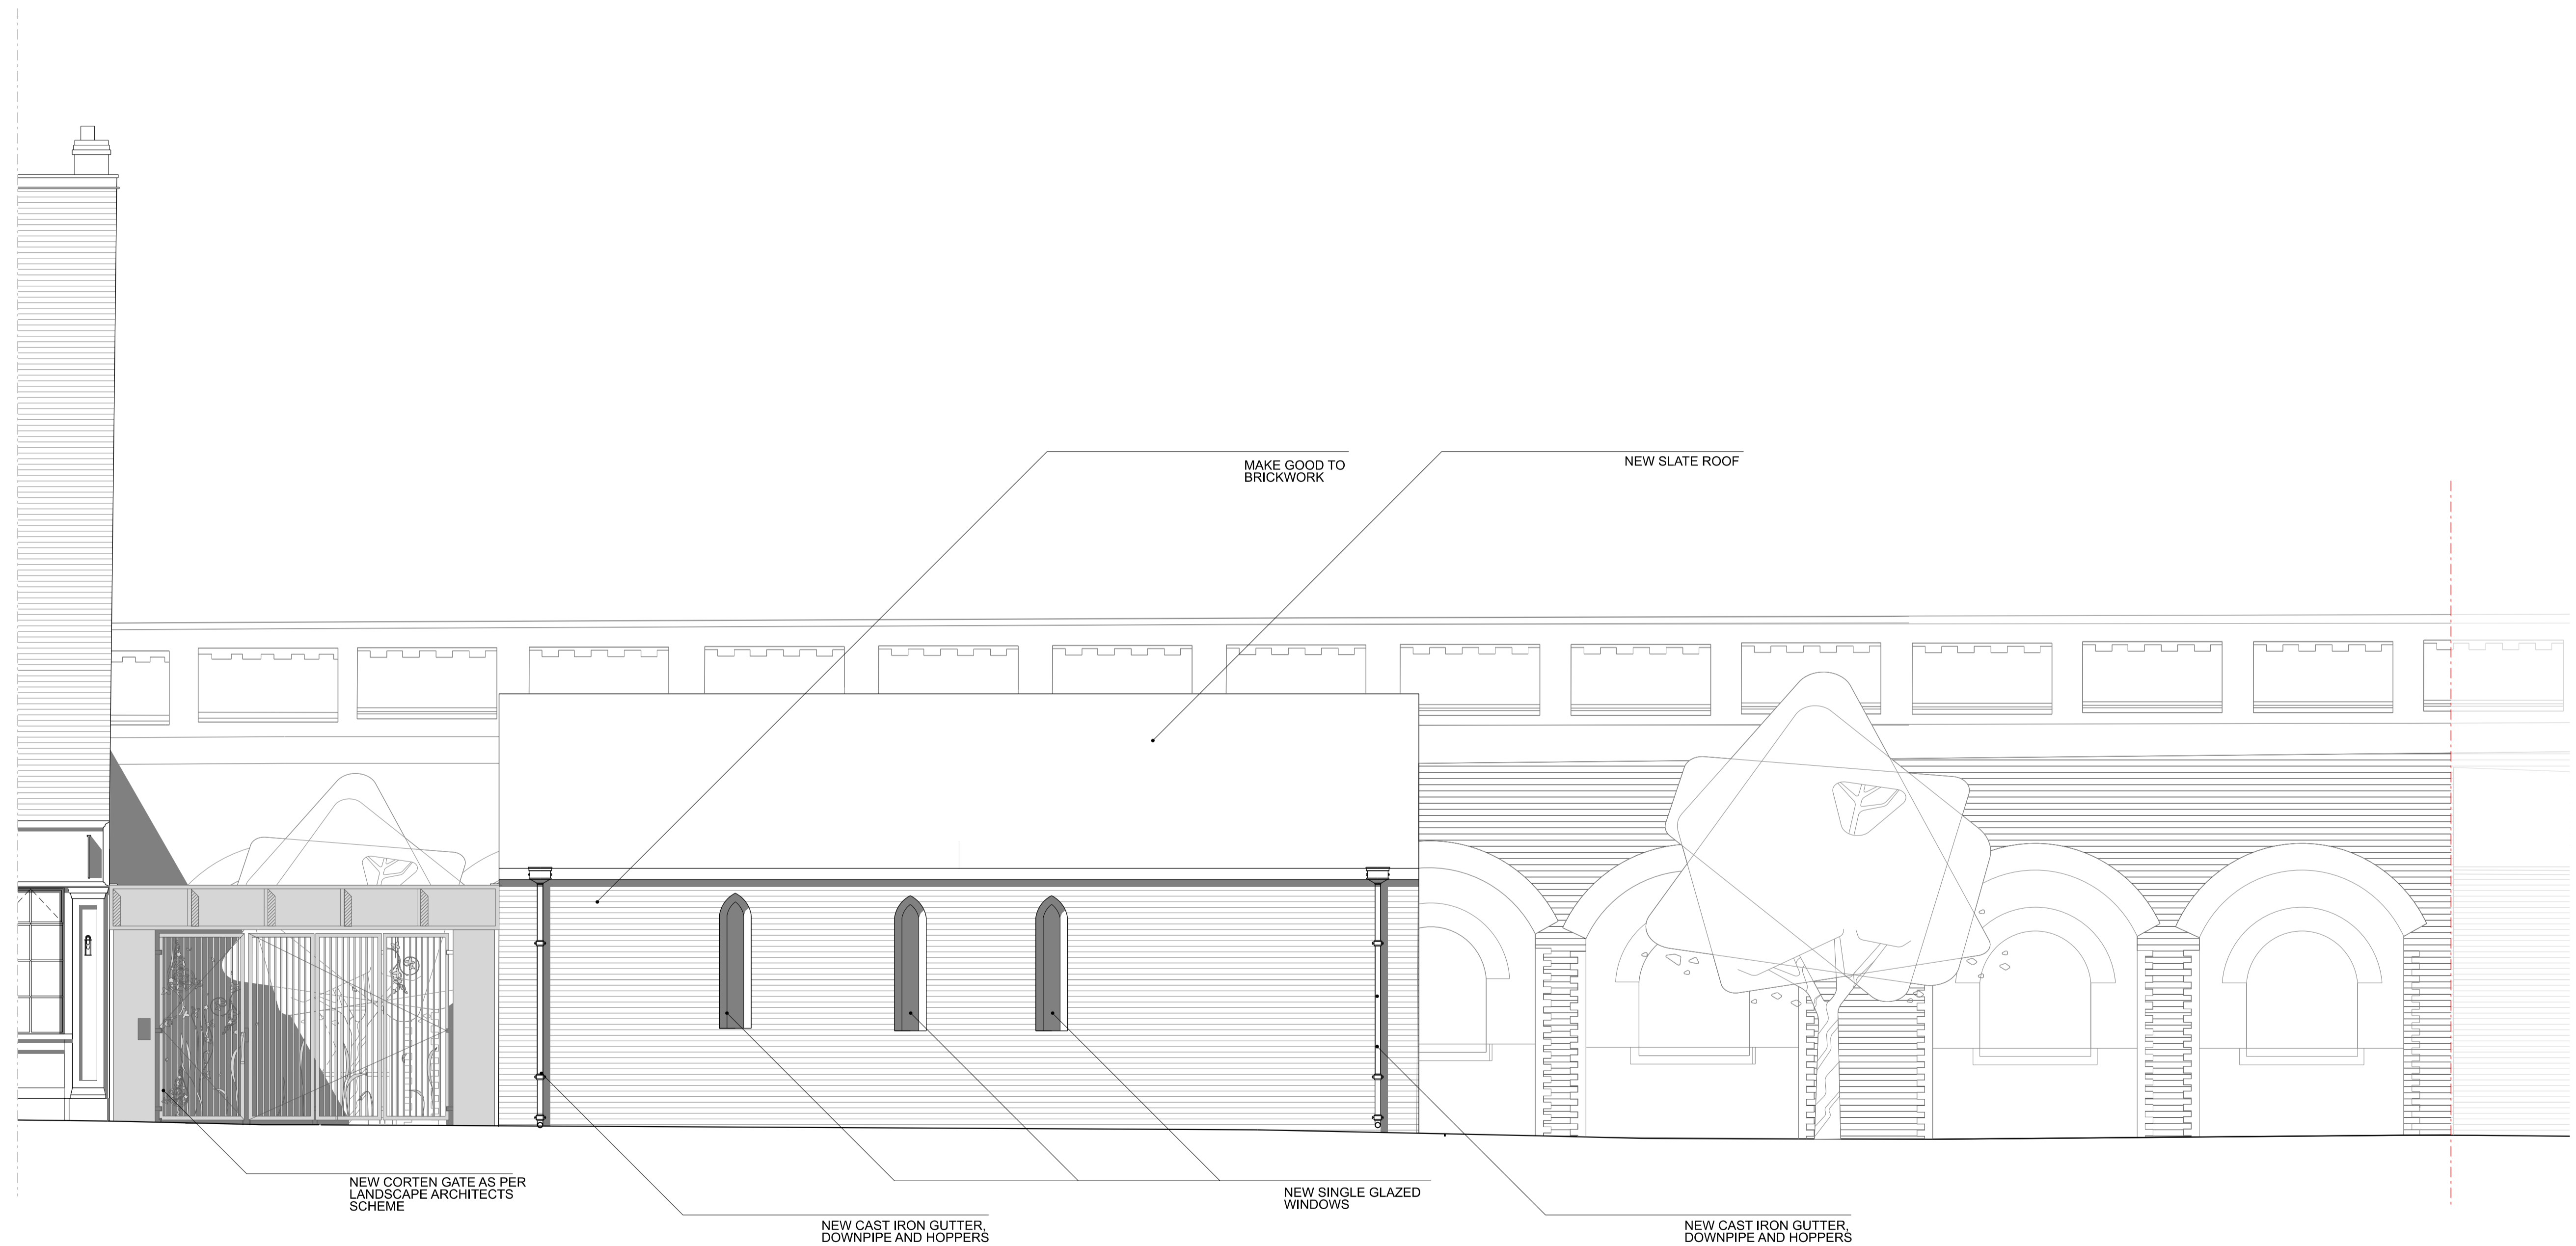 MAKE GOOD TO
BRICKWORK
NEW SLATE ROOF
NEW CORTEN GATE AS PER
LANDSCAPE ARCHITECTS
SCHEME
NEW SINGLE GLAZED
WINDOWS
NEW CAST IRON GUTTER,
DOWNPIPE AND HOPPERS
NEW CAST IRON GUTTER,
DOWNPIPE AND HOPPERS